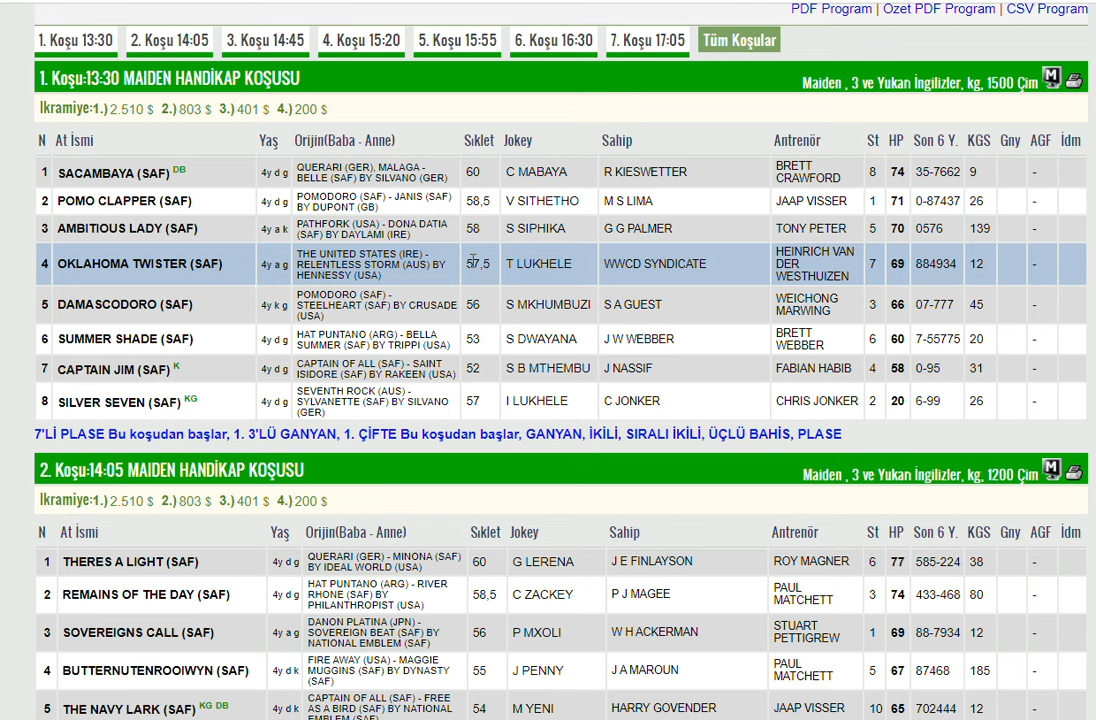 PDF Program | Ozet PDF Program | CSV Program
1. Koşu 13:30 2. Koşu 14:05 3. Koşu 14:45 4. Koşu 15:20 5. Koşu 15:55 6. Koşu 16:30 7. Koşu 17:05 Tüm Koşular
1. Koşu:13:30 MAIDEN HANDİKAP KOŞUSU Maiden , 3 ve Yukarı İngilizler, kg, 1500 Çim
Ikramiye:1.) 2.510 $ 2.) 803 $ 3.) 401 $ 4.) 200 $
N At İsmi Yaş Orijin(Baba - Anne) Sıklet Jokey Sahip Antrenör St HP Son 6 Y. KGS Gny AGF İdm
1 SACAMBAYA (SAF) DB 4y d g QUERARI (GER), MALAGA - BELLE (SAF) BY SILVANO (GER) 60 C MABAYA R KIESWETTER BRETT CRAWFORD 8 74 35-7662 9 -
2 POMO CLAPPER (SAF) 4y d g POMODORO (SAF) - JANIS (SAF) BY DUPONT (GB) 58,5 V SITHETHO M S LIMA JAAP VISSER 1 71 0-87437 26 -
3 AMBITIOUS LADY (SAF) 4y a k PATHFORK (USA) - DONA DATIA (SAF) BY DAYLAMI (IRE) 58 S SIPHIKA G G PALMER TONY PETER 5 70 0576 139 -
4 OKLAHOMA TWISTER (SAF) 4y a g THE UNITED STATES (IRE) - RELENTLESS STORM (AUS) BY HENNESSY (USA) 57,5 T LUKHELE WWCD SYNDICATE HEINRICH VAN DER WESTHUIZEN 7 69 884934 12 -
5 DAMASCODORO (SAF) 4y k g POMODORO (SAF) - STEELHEART (SAF) BY CRUSADE (USA) 56 S MKHUMBUZI S A GUEST WEICHONG MARWING 3 66 07-777 45 -
6 SUMMER SHADE (SAF) 4y d g HAT PUNTANO (ARG) - BELLA SUMMER (SAF) BY TRIPPI (USA) 53 S DWAYANA J W WEBBER BRETT WEBBER 6 60 7-55775 20 -
7 CAPTAIN JIM (SAF) K 4y d g CAPTAIN OF ALL (SAF) - SAINT ISIDORE (SAF) BY RAKEEN (USA) 52 S B MTHEMBU J NASSIF FABIAN HABIB 4 58 0-95 31 -
8 SILVER SEVEN (SAF) KG 4y d g SEVENTH ROCK (AUS) - SYLVANETTE (SAF) BY SILVANO (GER) 57 I LUKHELE C JONKER CHRIS JONKER 2 20 6-99 26 -
7'Lİ PLASE Bu koşudan başlar, 1. 3'LÜ GANYAN, 1. ÇİFTE Bu koşudan başlar, GANYAN, İKİLİ, SIRALI İKİLİ, ÜÇLÜ BAHİS, PLASE
2. Koşu:14:05 MAIDEN HANDİKAP KOŞUSU Maiden , 3 ve Yukarı İngilizler, kg, 1200 Çim
Ikramiye:1.) 2.510 $ 2.) 803 $ 3.) 401 $ 4.) 200 $
N At İsmi Yaş Orijin(Baba - Anne) Sıklet Jokey Sahip Antrenör St HP Son 6 Y. KGS Gny AGF İdm
1 THERES A LIGHT (SAF) 4y d g QUERARI (GER) - MINONA (SAF) BY IDEAL WORLD (USA) 60 G LERENA J E FINLAYSON ROY MAGNER 6 77 585-224 38 -
2 REMAINS OF THE DAY (SAF) 4y d g HAT PUNTANO (ARG) - RIVER RHONE (SAF) BY PHILANTHROPIST (USA) 58,5 C ZACKEY P J MAGEE PAUL MATCHETT 3 74 433-468 80 -
3 SOVEREIGNS CALL (SAF) 4y a g DANON PLATINA (JPN) - SOVEREIGN BEAT (SAF) BY NATIONAL EMBLEM (SAF) 56 P MXOLI W H ACKERMAN STUART PETTIGREW 1 69 88-7934 12 -
4 BUTTERNUTENROOIWYN (SAF) 4y d k FIRE AWAY (USA) - MAGGIE MUGGINS (SAF) BY DYNASTY (SAF) 55 J PENNY J A MAROUN PAUL MATCHETT 5 67 87468 185 -
5 THE NAVY LARK (SAF) KG DB 4y d k CAPTAIN OF ALL (SAF) - FREE AS A BIRD (SAF) BY NATIONAL EMBLEM (SAF) 54 M YENI HARRY GOVENDER JAAP VISSER 10 65 702444 12 -